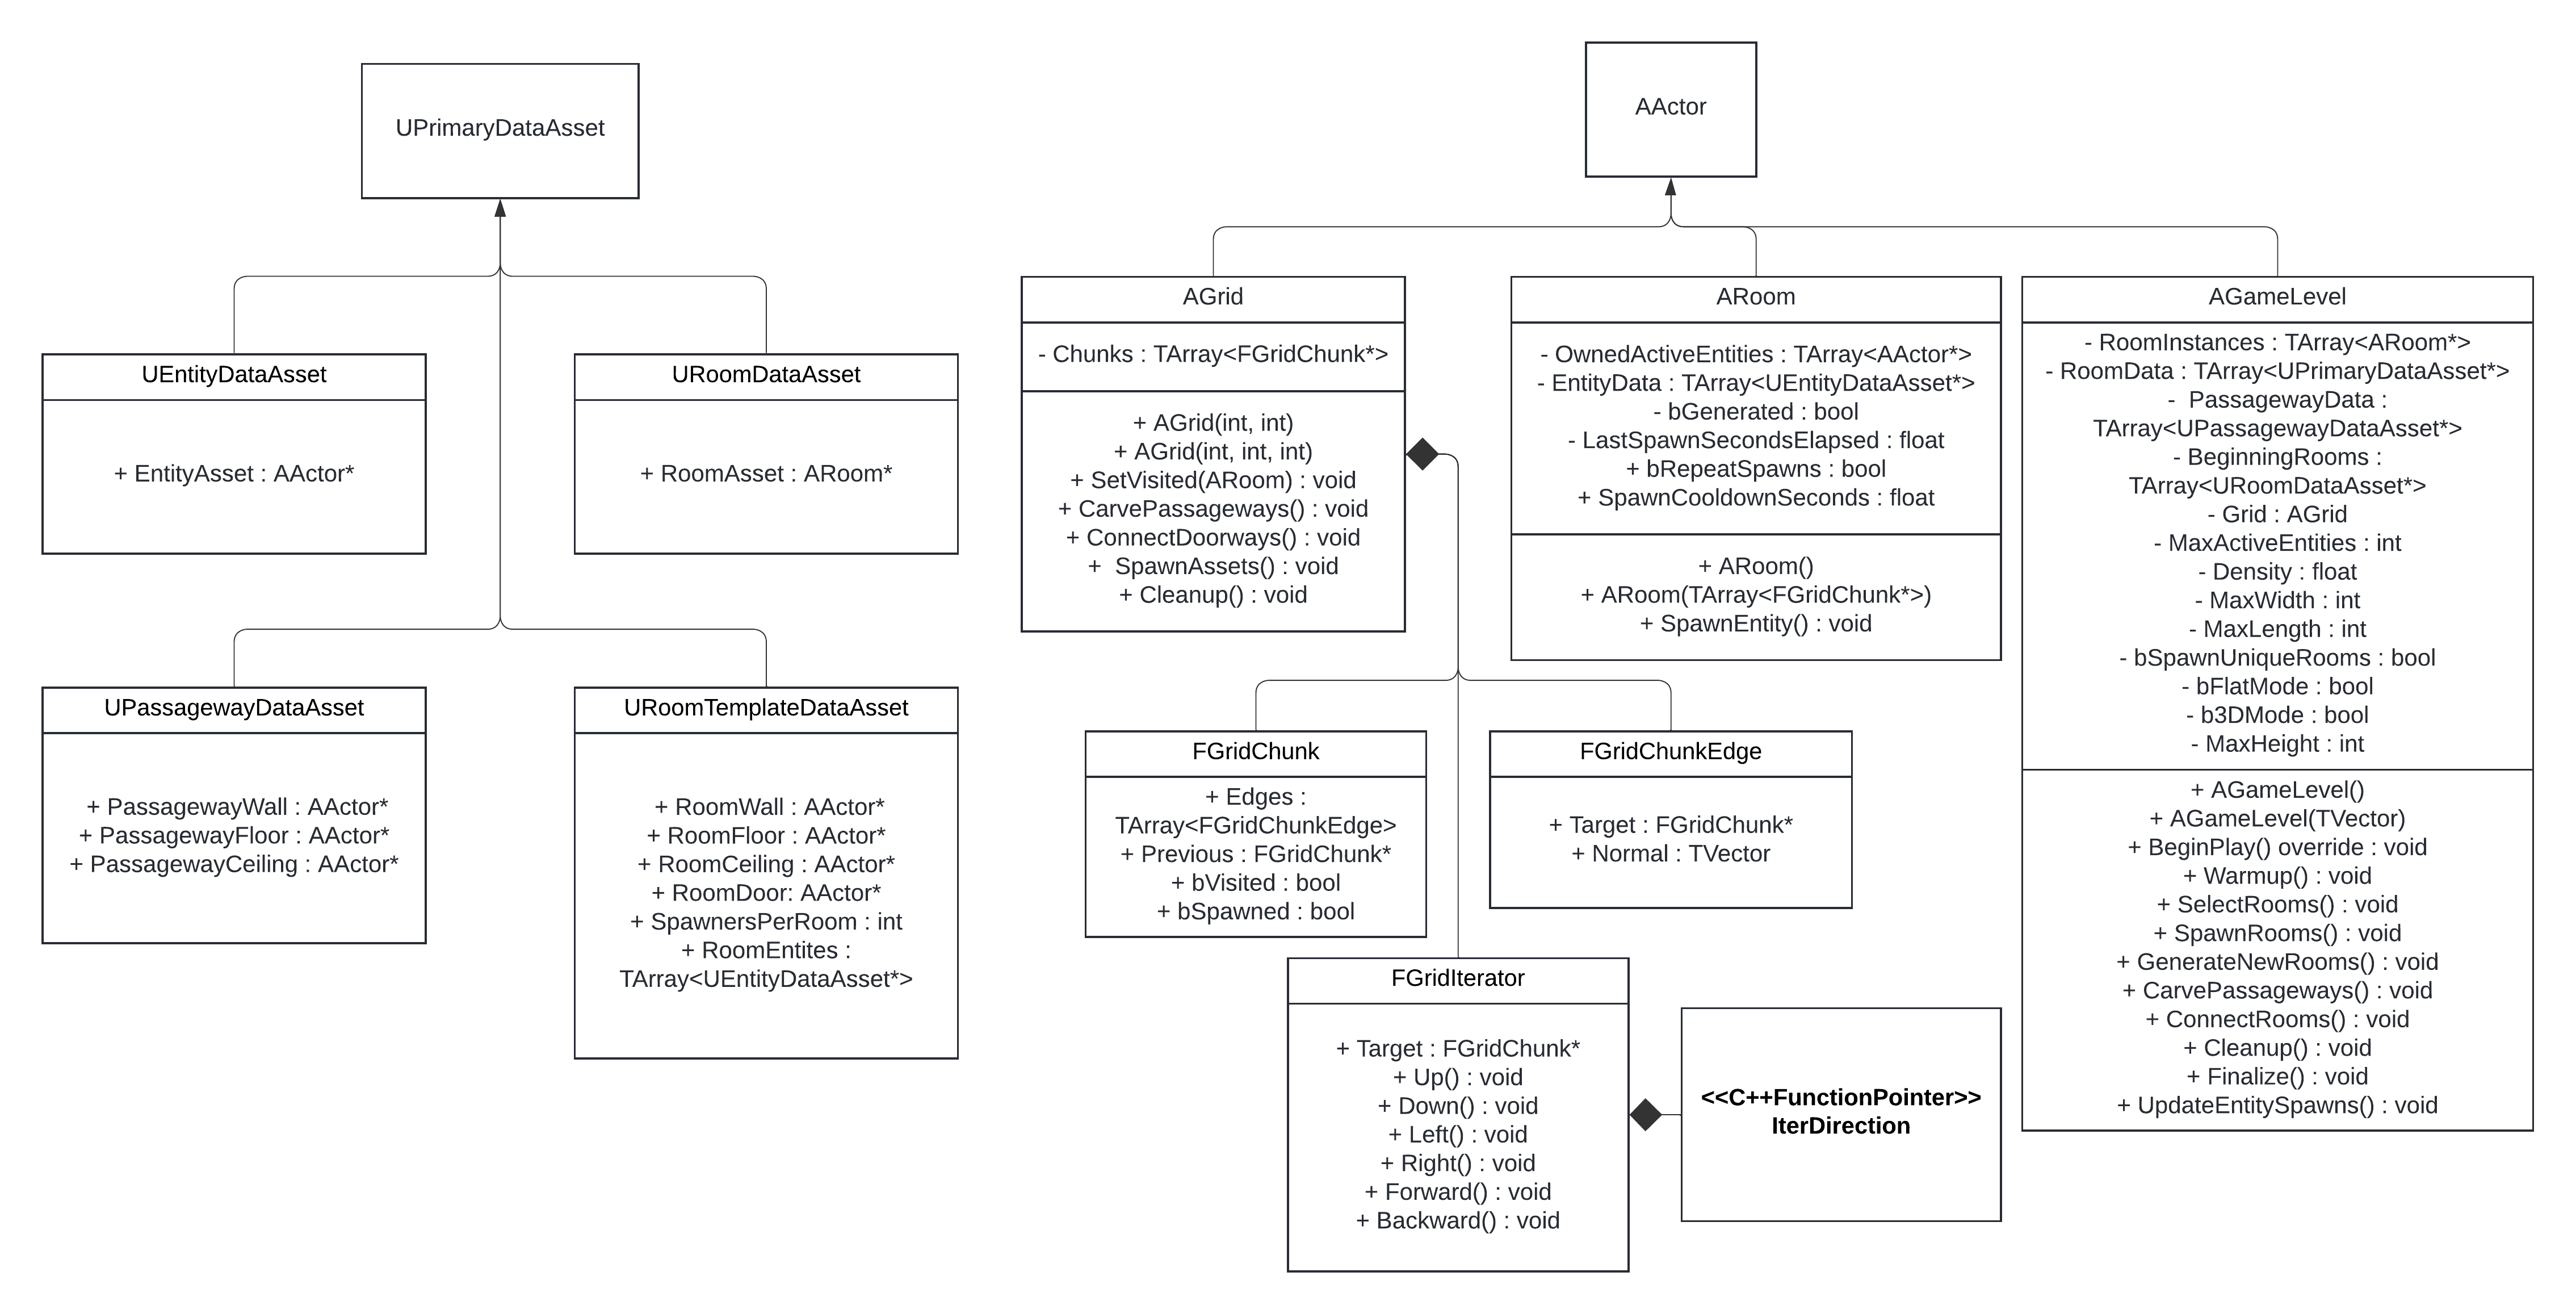 UPrimaryDataAsset
UEntityDataAsset
+ EntityAsset : AActor*
URoomDataAsset
+ RoomAsset : ARoom*
UPassagewayDataAsset
+ PassagewayWall : AActor*
+ PassagewayFloor : AActor*
+ PassagewayCeiling : AActor*
URoomTemplateDataAsset
+ RoomWall : AActor*
+ RoomFloor : AActor*
+ RoomCeiling : AActor*
+ RoomDoor: AActor*
+ SpawnersPerRoom : int
+ RoomEntites :
TArray<UEntityDataAsset*>
AActor
AGrid
- Chunks : TArray<FGridChunk*>
+ AGrid(int, int)
+ AGrid(int, int, int)
+ SetVisited(ARoom) : void
+ CarvePassageways() : void
+ ConnectDoorways() : void
+ SpawnAssets() : void
+ Cleanup() : void
ARoom
- OwnedActiveEntities : TArray<AActor*>
- EntityData : TArray<UEntityDataAsset*>
- bGenerated : bool
- LastSpawnSecondsElapsed : float
+ bRepeatSpawns : bool
+ SpawnCooldownSeconds : float
+ ARoom()
+ ARoom(TArray<FGridChunk*>)
+ SpawnEntity() : void
AGameLevel
- RoomInstances : TArray<ARoom*>
- RoomData : TArray<UPrimaryDataAsset*>
- PassagewayData :
TArray<UPassagewayDataAsset*>
- BeginningRooms :
TArray<URoomDataAsset*>
- Grid : AGrid
- MaxActiveEntities : int
- Density : float
- MaxWidth : int
- MaxLength : int
- bSpawnUniqueRooms : bool
- bFlatMode : bool
- b3DMode : bool
- MaxHeight : int
+ AGameLevel()
+ AGameLevel(TVector)
+ BeginPlay() override : void
+ Warmup() : void
+ SelectRooms() : void
+ SpawnRooms() : void
+ GenerateNewRooms() : void
+ CarvePassageways() : void
+ ConnectRooms() : void
+ Cleanup() : void
+ Finalize() : void
+ UpdateEntitySpawns() : void
FGridChunk
+ Edges :
TArray<FGridChunkEdge>
+ Previous : FGridChunk*
+ bVisited : bool
+ bSpawned : bool
FGridChunkEdge
+ Target : FGridChunk*
+ Normal : TVector
FGridIterator
+ Target : FGridChunk*
+ Up() : void
+ Down() : void
+ Left() : void
+ Right() : void
+ Forward() : void
+ Backward() : void
<<C++FunctionPointer>>
IterDirection